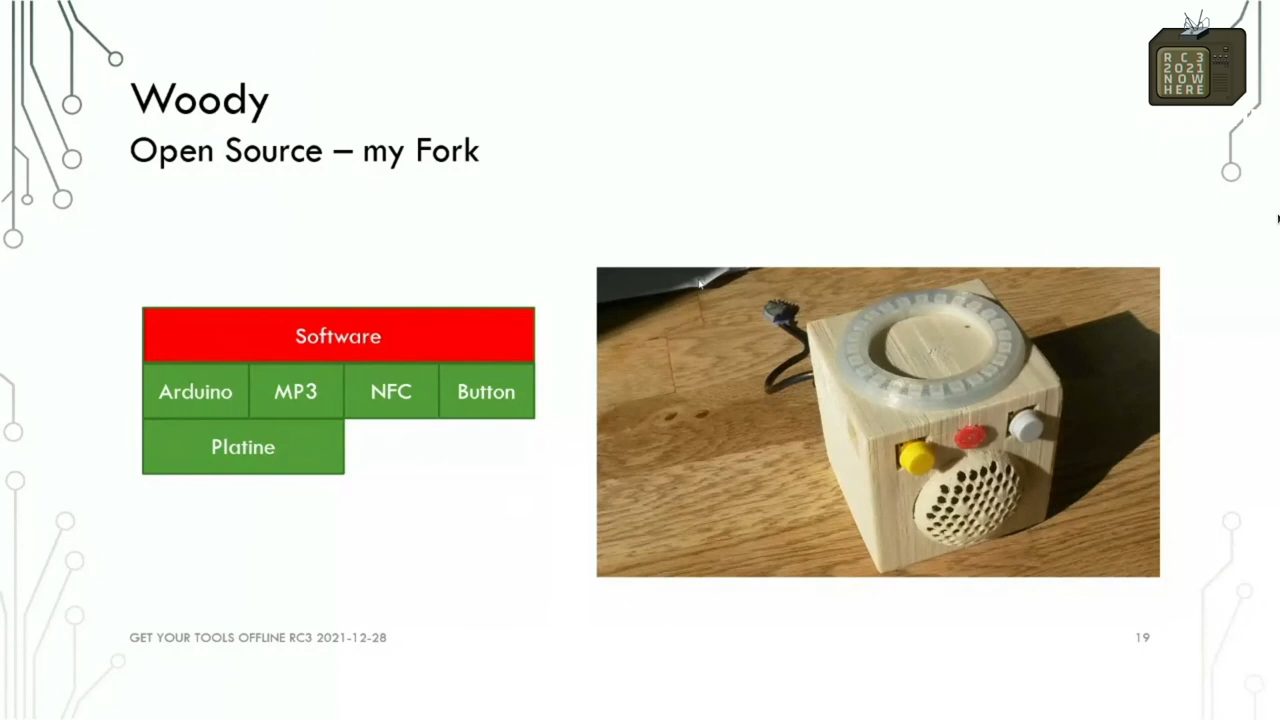 RC3
2021
NOW
HERE
Woody
Open Source – my Fork
Software
Arduino MP3 NFC Button
Platine
GET YOUR TOOLS OFFLINE RC3 2021-12-28
19